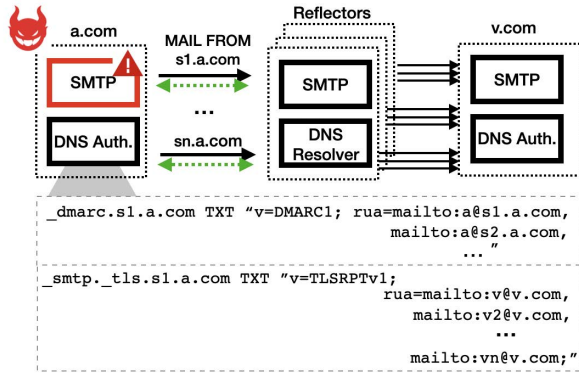 a.com
MAIL FROM
s1.a.com
...
sn.a.com
Reflectors
v.com
SMTP
DNS Auth.
SMTP
DNS
Resolver
SMTP
DNS Auth.
_dmarc.s1.a.com TXT “v=DMARC1; rua=mailto:a@s1.a.com,
mailto:a@s2.a.com,
... ”
_smtp._tls.s1.a.com TXT ”v=TLSRPTv1;
rua=mailto:v@v.com,
mailto:v2@v.com,
...
mailto:vn@v.com;”